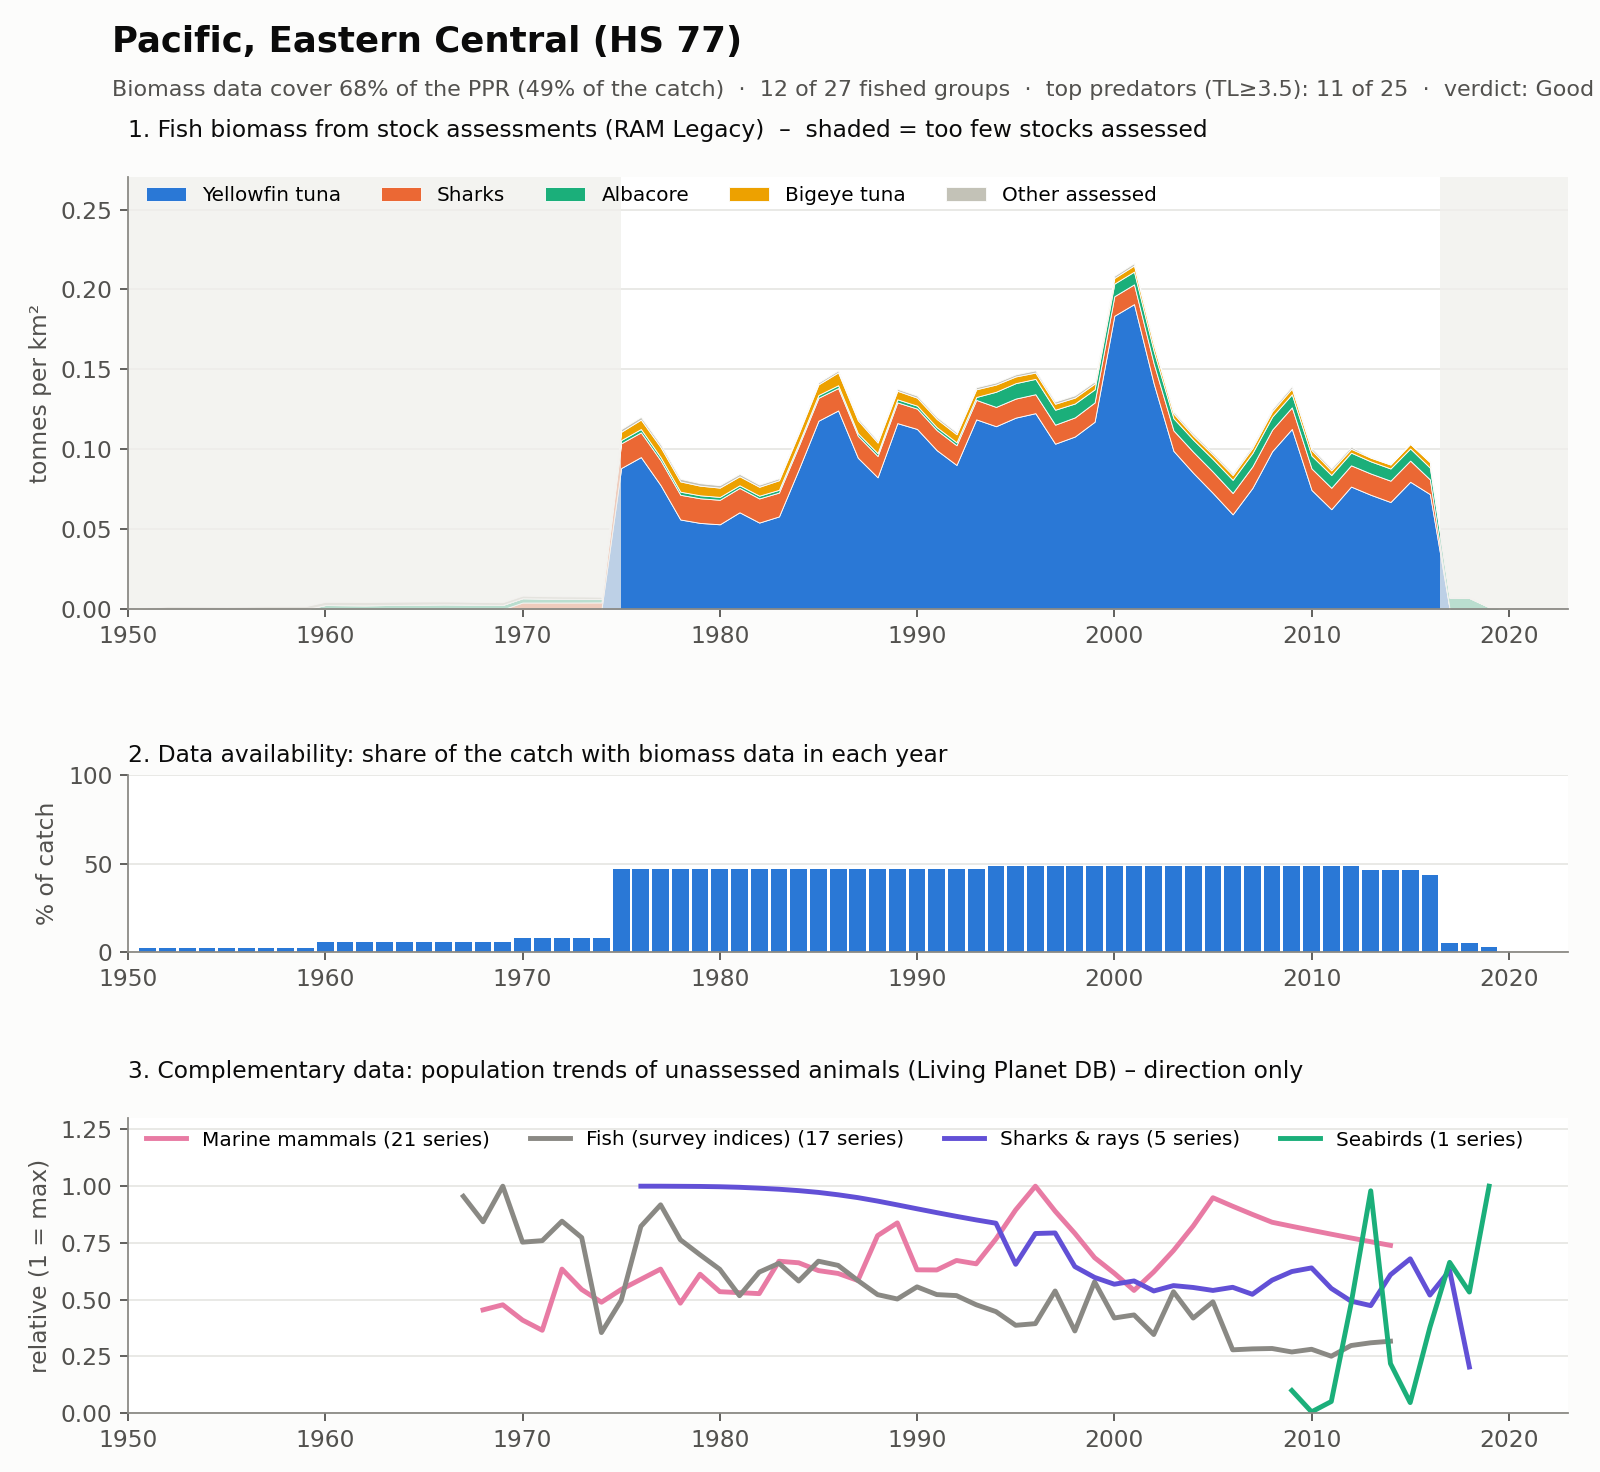 Pacific, Eastern Central (HS 77)
Biomass data cover 68% of the PPR (49% of the catch)  ·  12 of 27 fished groups  ·  top predators (TL≥3.5): 11 of 25  ·  verdict: Good
1. Fish biomass from stock assessments (RAM Legacy)  –  shaded = too few stocks assessed
Yellowfin tuna Sharks Albacore Bigeye tuna Other assessed
tonnes per km²
0.25
0.20
0.15
0.10
0.05
0.00
1950 1960 1970 1980 1990 2000 2010 2020
2. Data availability: share of the catch with biomass data in each year
% of catch
100
50
0
1950 1960 1970 1980 1990 2000 2010 2020
3. Complementary data: population trends of unassessed animals (Living Planet DB) – direction only
Marine mammals (21 series) Fish (survey indices) (17 series) Sharks & rays (5 series) Seabirds (1 series)
relative (1 = max)
1.25
1.00
0.75
0.50
0.25
0.00
1950 1960 1970 1980 1990 2000 2010 2020